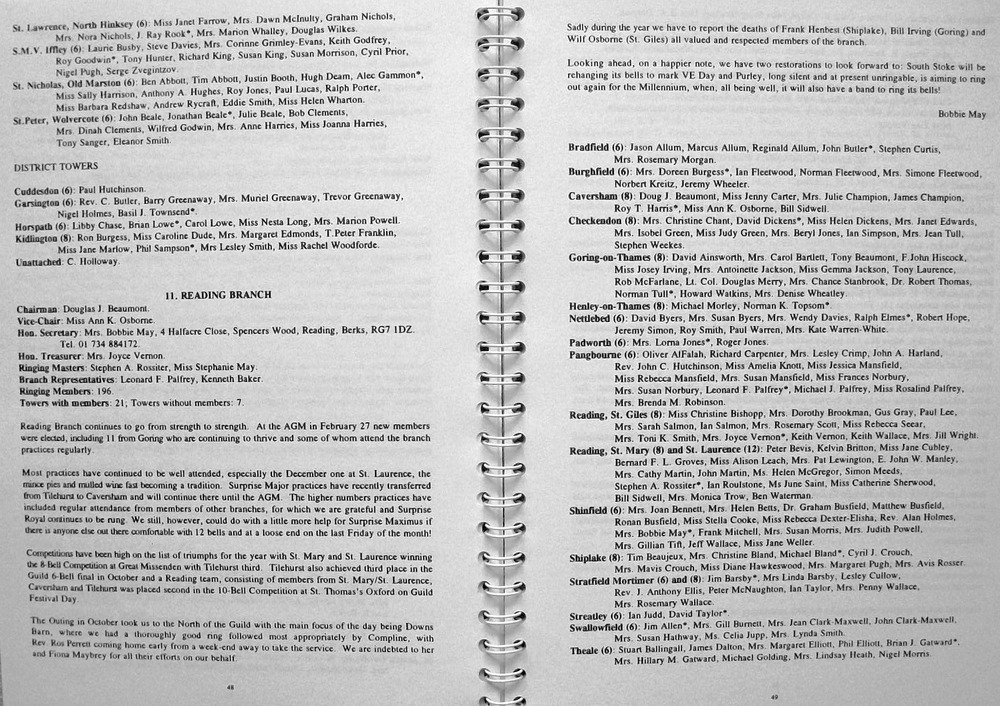 St. Lawrence, North Hinksey (6): Miss Janet Farrow, Mrs. Dawn McInulty, Graham Nichols,
Mrs. Nora Nichols, J. Ray Rook*, Mrs. Marion Whalley, Douglas Wilkes.
S.M.V. Iffley (6): Laurie Busby, Steve Davies, Mrs. Corinne Grimley-Evans, Keith Godfrey,
Roy Goodwin*, Tony Hunter, Richard King, Susan King, Susan Morrison, Cyril Prior,
Nigel Pugh, Serge Zvegintzov.
St. Nicholas, Old Marston (6): Ben Abbott, Tim Abbott, Justin Booth, Hugh Deam, Alec Gammon*,
Miss Sally Harrison, Anthony A. Hughes, Roy Jones, Paul Lucas, Ralph Porter,
Miss Barbara Redshaw, Andrew Rycraft, Eddie Smith, Miss Helen Wharton.
St.Peter, Wolvercote (6): John Beale, Jonathan Beale*, Julie Beale, Bob Clements,
Mrs. Dinah Clements, Wilfred Godwin, Mrs. Anne Harries, Miss Joanna Harries,
Tony Sanger, Eleanor Smith.
DISTRICT TOWERS
Cuddesdon (6): Paul Hutchinson.
Garsington (6): Rev. C. Butler, Barry Greenaway, Mrs. Muriel Greenaway, Trevor Greenaway,
Nigel Holmes, Basil J. Townsend*.
Horspath (6): Libby Chase, Brian Lowe*, Carol Lowe, Miss Nesta Long, Mrs. Marion Powell.
Kidlington (8): Ron Burgess, Miss Caroline Dude, Mrs. Margaret Edmonds, T.Peter Franklin,
Miss Jane Marlow, Phil Sampson*, Mrs Lesley Smith, Miss Rachel Woodforde.
Unattached: C. Holloway.
11. READING BRANCH
Chairman: Douglas J. Beaumont.
Vice-Chair: Miss Ann K. Osborne.
Hon. Secretary: Mrs. Bobbie May, 4 Halfacre Close, Spencers Wood, Reading, Berks, RG7 1DZ.
Tel. 01 734 884172.
Hon. Treasurer: Mrs. Joyce Vernon.
Ringing Masters: Stephen A. Rossiter, Miss Stephanie May.
Branch Representatives: Leonard F. Palfrey, Kenneth Baker.
Ringing Members: 196.
Towers with members: 21; Towers without members: 7.
Reading Branch continues to go from strength to strength. At the AGM in February 27 new members
were elected, including 11 from Goring who are continuing to thrive and some of whom attend the branch
practices regularly.
Most practices have continued to be well attended, especially the December one at St. Laurence, the
mince pies and mulled wine fast becoming a tradition. Surprise Major practices have recently transferred
from Tilehurst to Caversham and will continue there until the AGM. The higher numbers practices have
included regular attendance from members of other branches, for which we are grateful and Surprise
Royal continues to be rung. We still, however, could do with a little more help for Surprise Maximus if
there is anyone else out there comfortable with 12 bells and at a loose end on the last Friday of the month!
Competitions have been high on the list of triumphs for the year with St. Mary and St. Laurence winning
the 8-Bell Competition at Great Missenden with Tilehurst third. Tilehurst also achieved third place in the
Guild 6-Bell final in October and a Reading team, consisting of members from St. Mary/St. Laurence,
Caversham and Tilehurst was placed second in the 10-Bell Competition at St. Thomas's Oxford on Guild
Festival Day.
The Outing in October took us to the North of the Guild with the main focus of the day being Downs
Barn, where we had a thoroughly good ring followed most appropriately by Compline, with
Rev. Ros Perrett coming home early from a week-end away to take the service. We are indebted to her
and Fiona Maybrey for all their efforts on our behalf.
48
Sadly during the year we have to report the deaths of Frank Henbest (Shiplake), Bill Irving (Goring) and
Wilf Osborne (St. Giles) all valued and respected members of the branch.
Looking ahead, on a happier note, we have two restorations to look forward to: South Stoke will be
rehanging its bells to mark VE Day and Purley, long silent and at present unringable, is aiming to ring
out again for the Millennium, when, all being well, it will also have a band to ring its bells!
Bobbie May
Bradfield (6): Jason Allum, Marcus Allum, Reginald Allum, John Butler*, Stephen Curtis,
Mrs. Rosemary Morgan.
Burghfield (6): Mrs. Doreen Burgess*, Ian Fleetwood, Norman Fleetwood, Mrs. Simone Fleetwood,
Norbert Kreitz, Jeremy Wheeler.
Caversham (6): Doug J. Beaumont, Miss Jenny Carter, Mrs. Julie Champion, James Champion,
Roy T. Harris*, Miss Ann K. Osborne, Bill Sidwell.
Checkendon (8): Mrs. Christine Chant, David Dickens*, Miss Helen Dickens, Mrs. Janet Edwards,
Mrs. Isobel Green, Miss Judy Green, Mrs. Beryl Jones, Ian Simpson, Mrs. Jean Tull,
Stephen Weekes.
Goring-on-Thames (8): David Ainsworth, Mrs. Carol Bartlett, Tony Beaumont, F.John Hiscock,
Miss Josey Irving, Mrs. Antoinette Jackson, Miss Gemma Jackson, Tony Laurence,
Rob McFarlane, Lt. Col. Douglas Merry, Mrs. Chance Stanbrook, Dr. Robert Thomas,
Norman Tull*, Howard Watkins, Mrs. Denise Wheatley.
Henley-on-Thames (8): Michael Morley, Norman K. Topsom*.
Nettlebed (6): David Byers, Mrs. Susan Byers, Mrs. Wendy Davies, Ralph Elmes*, Robert Hope,
Jeremy Simon, Roy Smith, Paul Warren, Mrs. Kate Warren-White.
Padworth (6): Mrs. Lorna Jones*, Roger Jones.
Pangbourne (6): Oliver AlFalah, Richard Carpenter, Mrs. Lesley Crimp, John A. Harland,
Rev. John C. Hutchinson, Miss Amelia Knott, Miss Jessica Mansfield,
Miss Rebecca Mansfield, Mrs. Susan Mansfield, Miss Frances Norbury,
Mrs. Susan Norbury, Leonard F. Palfrey*, Michael J. Palfrey, Miss Rosalind Palfrey,
Mrs. Brenda M. Robinson.
Reading, St. Giles (8): Miss Christine Bishopp, Mrs. Dorothy Brookman, Gus Gray, Paul Lee,
Mrs. Sarah Salmon, Ian Salmon, Mrs. Rosemary Scott, Miss Rebecca Seear,
Mrs. Toni K. Smith, Mrs. Joyce Vernon*, Keith Vernon, Keith Wallace, Mrs. Jill Wright.
Reading, St. Mary (8) and St. Laurence (12): Peter Bevis, Kelvin Britton, Miss Jane Cubley,
Bernard F. L. Groves, Miss Alison Leach, Mrs. Pat Lewington, E. John W. Manley,
Mrs. Cathy Martin, John Martin, Ms. Helen McGregor, Simon Meeds,
Stephen A. Rossiter*, Ian Roulstone, Ms June Saint, Miss Catherine Sherwood,
Bill Sidwell, Mrs. Monica Trow, Ben Waterman.
Shinfield (6): Mrs. Joan Bennett, Mrs. Helen Betts, Dr. Graham Busfield, Matthew Busfield,
Ronan Busfield, Miss Stella Cooke, Miss Rebecca Dexter-Elisha, Rev. Alan Holmes,
Mrs. Bobbie May*, Frank Mitchell, Mrs. Susan Morris, Mrs. Judith Powell,
Mrs. Gillian Tift, Jeff Wallace, Miss Jane Weller.
Shiplake (8): Tim Beaujeux, Mrs. Christine Bland, Michael Bland*, Cyril J. Crouch,
Mrs. Mavis Crouch, Miss Diane Hawkeswood, Mrs. Margaret Pugh, Mrs. Avis Rosser.
Stratfield Mortimer (6) and (8): Jim Barsby*, Mrs Linda Barsby, Lesley Cullow,
Rev. J. Anthony Ellis, Peter McNaughton, Ian Taylor, Mrs. Penny Wallace,
Mrs. Rosemary Wallace.
Streatley (6): Ian Judd, David Taylor*.
Swallowfield (6): Jim Allen*, Mrs. Gill Burnett, Mrs. Jean Clark-Maxwell, John Clark-Maxwell,
Mrs. Susan Hathway, Ms. Celia Jupp, Mrs. Lynda Smith.
Theale (6): Stuart Ballingall, James Dalton, Mrs. Margaret Elliott, Phil Elliott, Brian J. Gatward*,
Mrs. Hillary M. Gatward, Michael Golding, Mrs. Lindsay Heath, Nigel Morris.
49